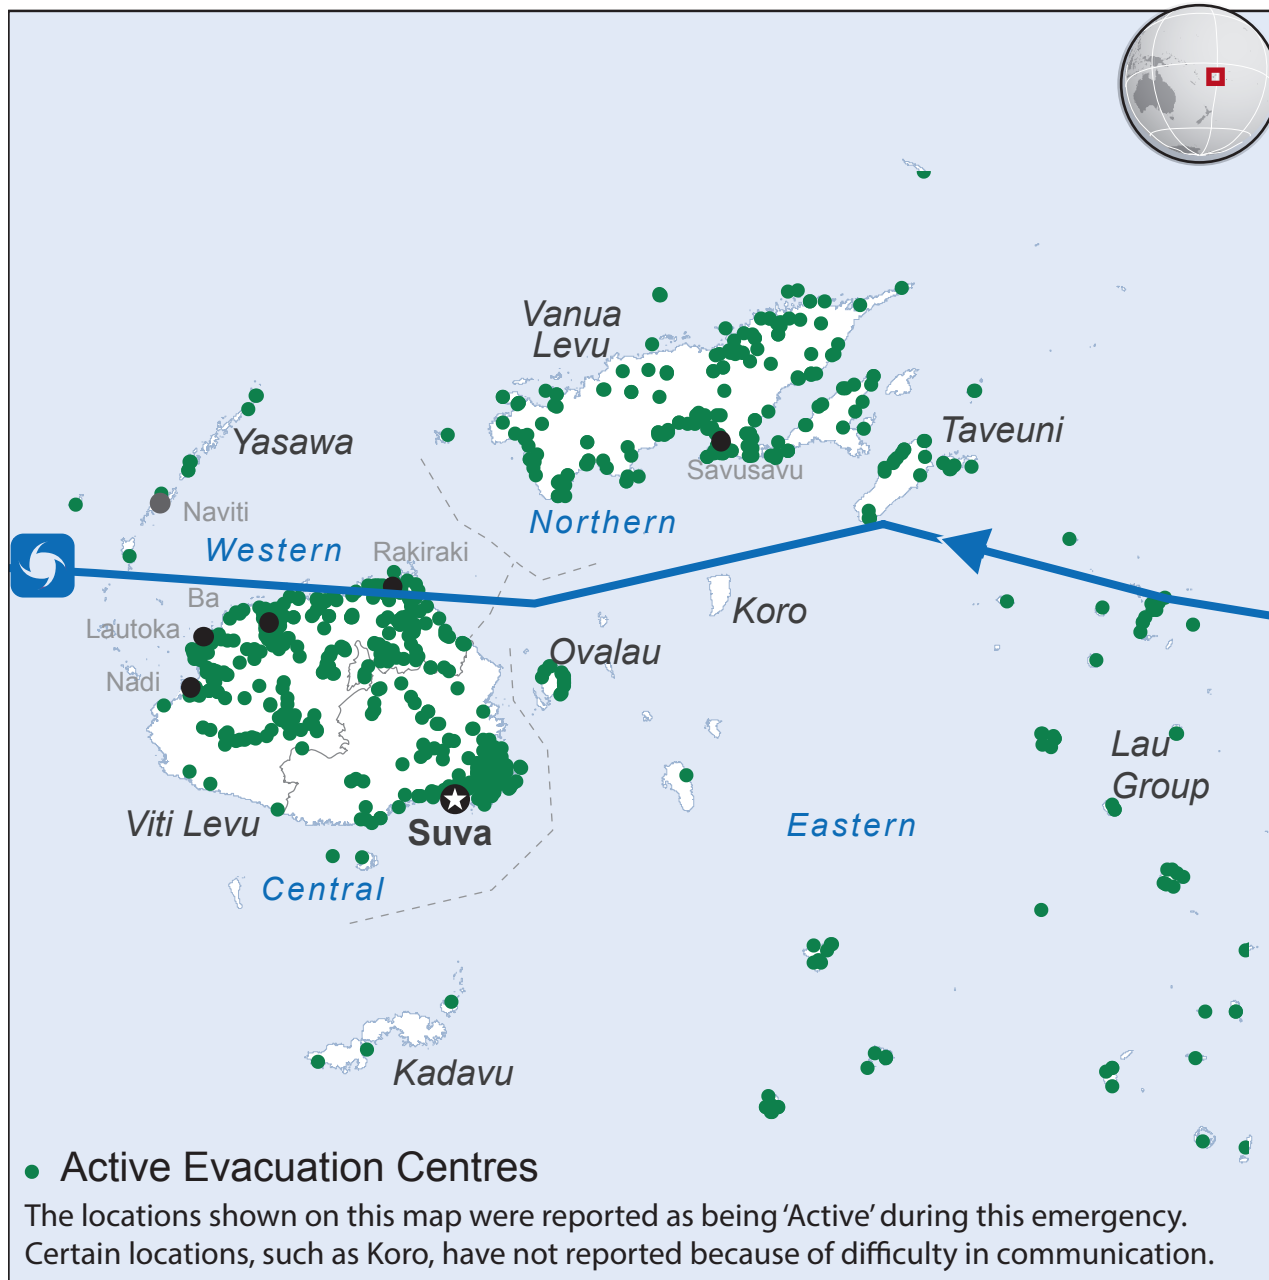 Vanua
Levu
Yasawa
Taveuni
Savusavu
Naviti
Northern
Western
Rakiraki
Ba
Koro
Lautoka
Ovalau
Nadi
Lau
Group
Viti Levu
Suva
Eastern
Central
Kadavu
Active Evacuation Centres
The locations shown on this map were reported as being ‘Active’ during this emergency.
Certain locations, such as Koro, have not reported because of difficulty in communication.